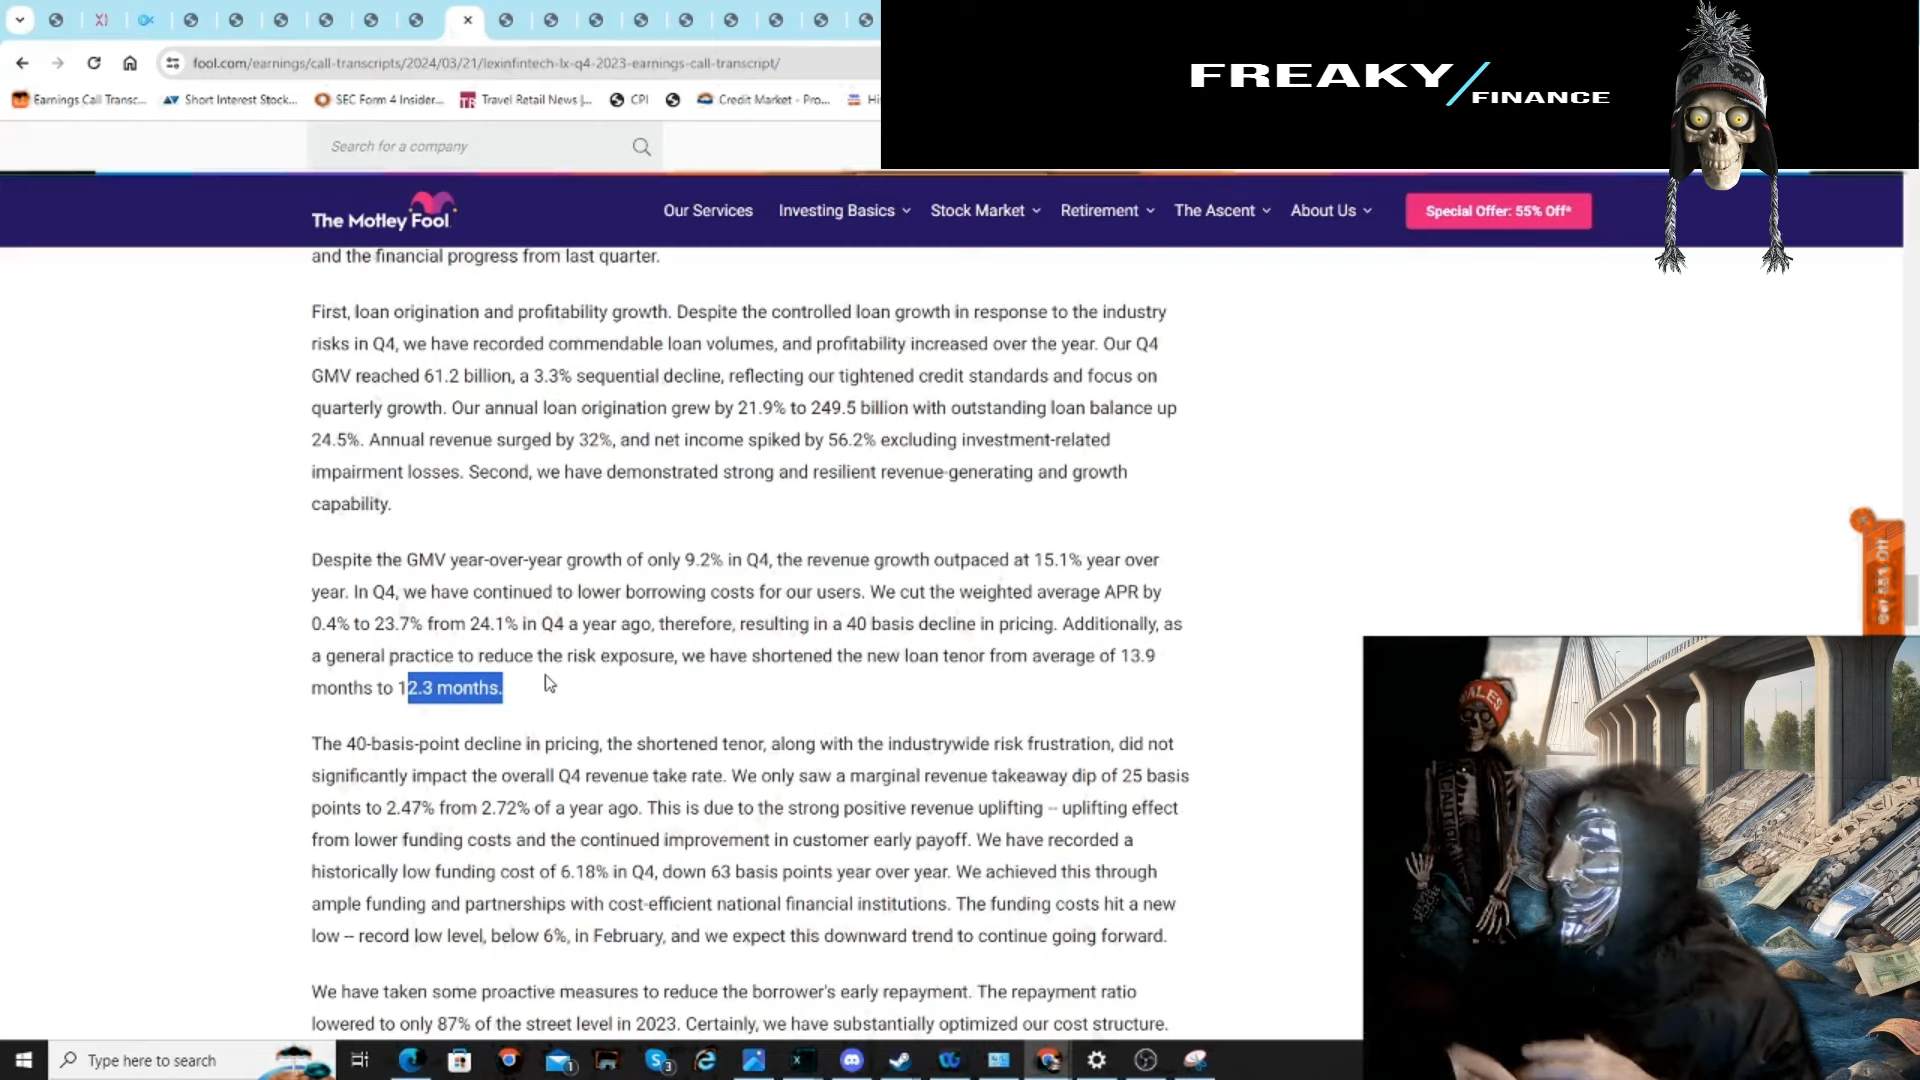 fool.com/earnings/call-transcripts/2024/03/21/lexinfintech-lx-q4-2023-earnings-call-transcript/
Earnings Call Transc...
Short Interest Stock...
SEC Form 4 Insider...
Travel Retail News |...
CPI
Credit Market - Pro...
Hi
FREAKY/
FINANCE
Search for a company
The Motley Fool
Our Services
Investing Basics
Stock Market
Retirement
The Ascent
About Us
Special Offer: 55% Off*
and the financial progress from last quarter.
First, loan origination and profitability growth. Despite the controlled loan growth in response to the industry
risks in Q4, we have recorded commendable loan volumes, and profitability increased over the year. Our Q4
GMV reached 61.2 billion, a 3.3% sequential decline, reflecting our tightened credit standards and focus on
quarterly growth. Our annual loan origination grew by 21.9% to 249.5 billion with outstanding loan balance up
24.5%. Annual revenue surged by 32%, and net income spiked by 56.2% excluding investment-related
impairment losses. Second, we have demonstrated strong and resilient revenue-generating and growth
capability.
Despite the GMV year-over-year growth of only 9.2% in Q4, the revenue growth outpaced at 15.1% year over
year. In Q4, we have continued to lower borrowing costs for our users. We cut the weighted average APR by
0.4% to 23.7% from 24.1% in Q4 a year ago, therefore, resulting in a 40 basis decline in pricing. Additionally, as
a general practice to reduce the risk exposure, we have shortened the new loan tenor from average of 13.9
months to 12.3 months.
The 40-basis-point decline in pricing, the shortened tenor, along with the industrywide risk frustration, did not
significantly impact the overall Q4 revenue take rate. We only saw a marginal revenue takeaway dip of 25 basis
points to 2.47% from 2.72% of a year ago. This is due to the strong positive revenue uplifting -- uplifting effect
from lower funding costs and the continued improvement in customer early payoff. We have recorded a
historically low funding cost of 6.18% in Q4, down 63 basis points year over year. We achieved this through
ample funding and partnerships with cost-efficient national financial institutions. The funding costs hit a new
low -- record low level, below 6%, in February, and we expect this downward trend to continue going forward.
We have taken some proactive measures to reduce the borrower's early repayment. The repayment ratio
lowered to only 87% of the street level in 2023. Certainly, we have substantially optimized our cost structure.
WALES
Type here to search